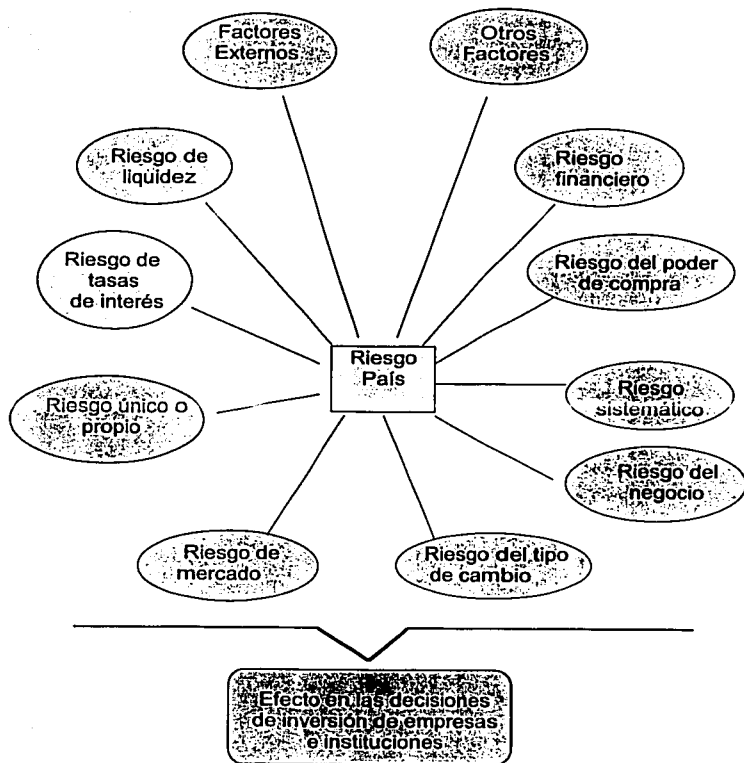 Factores
Externos
Otros
Factores
Riesgo de
liquidez
Riesgo
financiero
Riesgo de
tasas
de interés
Riesgo del poder
de compra
Riesgo
País
Riesgo único o
propio
Riesgo
sistemático
Riesgo del
negocio
Riesgo de
mercado
Riesgo del tipo
de cambio
Efecto en las decisiones
de inversión de empresas
e instituciones